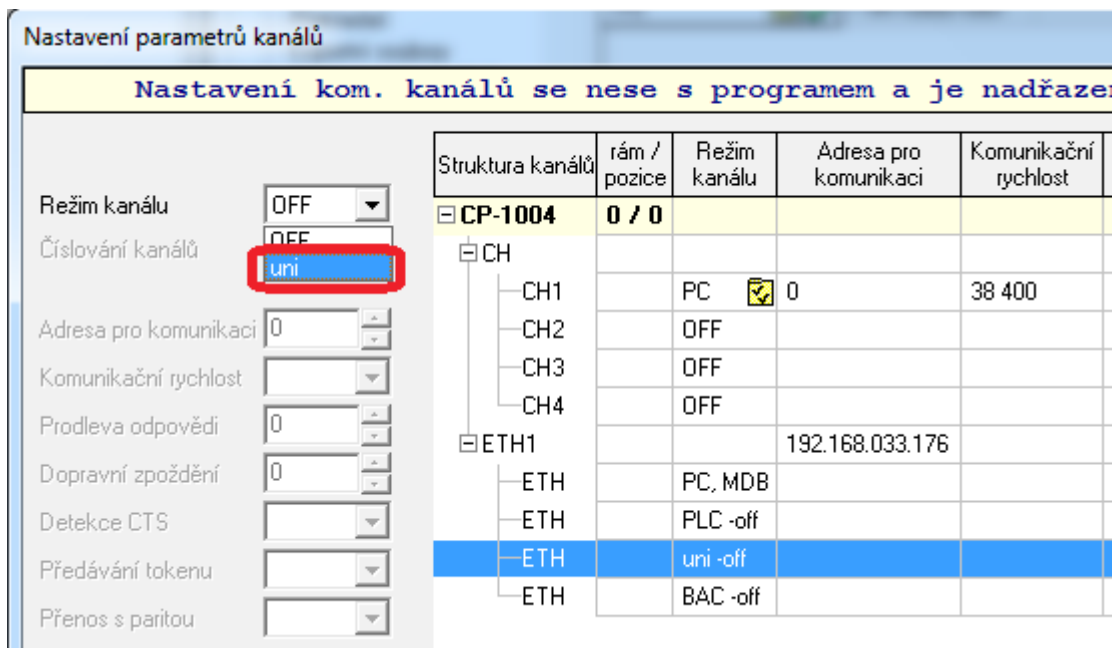 Nastavení parametrů kanálů
Nastavení kom. kanálů se nese s programem a je nadřaze
Režim kanálu OFF
OFF
uni
Číslování kanálů
Adresa pro komunikaci 0
Komunikační rychlost
Prodleva odpovědi 0
Dopravní zpoždění 0
Detekce CTS
Předávání tokenu
Přenos s paritou
Struktura kanálů rám / pozice Režim kanálu Adresa pro komunikaci Komunikační rychlost
CP-1004 0 / 0
CH
CH1 PC 0 38 400
CH2 OFF
CH3 OFF
CH4 OFF
ETH1 192.168.033.176
ETH PC, MDB
ETH PLC -off
ETH uni -off
ETH BAC -off